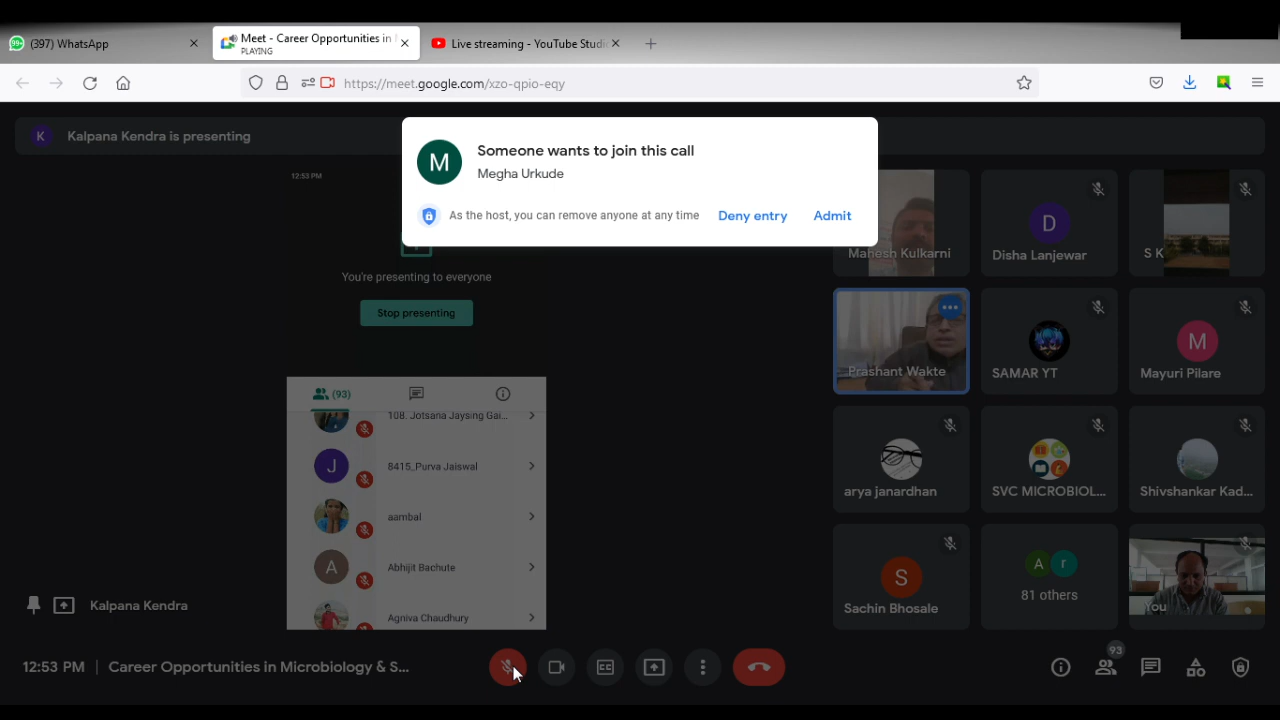 99+ (397) WhatsApp
Meet - Career Opportunities in
PLAYING
Live streaming - YouTube Studio
https://meet.google.com/xzo-qpio-eqy
K Kalpana Kendra is presenting
Someone wants to join this call
M Megha Urkude
As the host, you can remove anyone at any time Deny entry Admit
12:53 PM
You're presenting to everyone
Stop presenting
(93)
108. Jotsana Jaysing Gai...
J 8415_Purva Jaiswal
aambal
A Abhijit Bachute
Agniva Chaudhury
Mahesh Kulkarni
D
Disha Lanjewar
S K
Prashant Wakte
SAMAR YT
M
Mayuri Pilare
arya janardhan
SVC MICROBIOL...
Shivshankar Kad...
S
Sachin Bhosale
A r
81 others
You
Kalpana Kendra
12:53 PM | Career Opportunities in Microbiology & S...
93